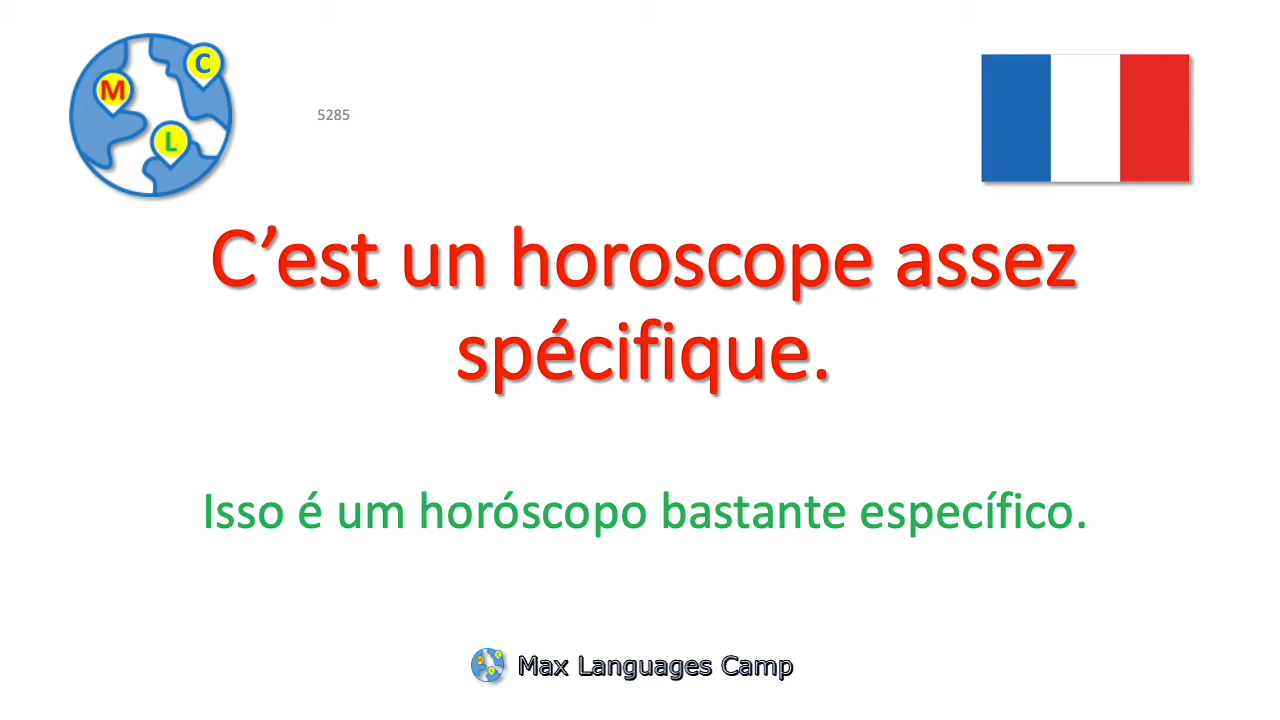 M
C
L
5285
C’est un horoscope assez
spécifique.
Isso é um horóscopo bastante específico.
Max Languages Camp